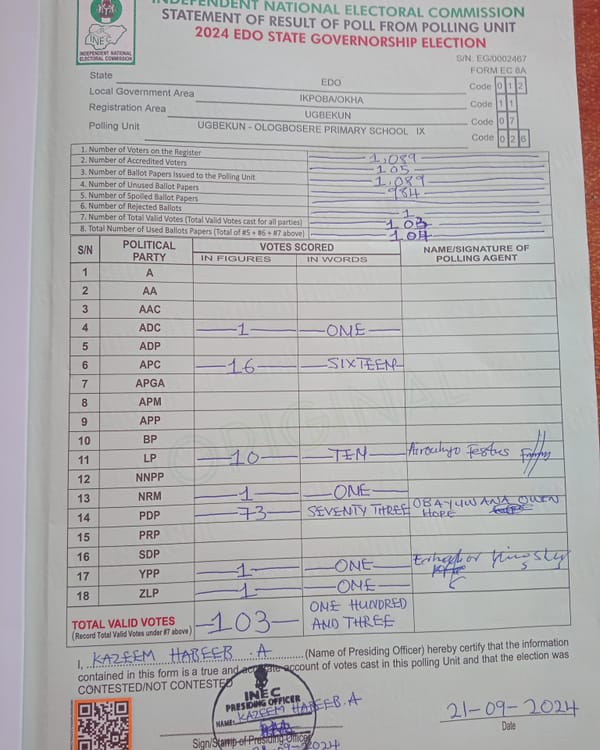 INDEPENDENT NATIONAL ELECTORAL COMMISSION
STATEMENT OF RESULT OF POLL FROM POLLING UNIT
2024 EDO STATE GOVERNORSHIP ELECTION
INEC
INDEPENDENT NATIONAL
ELECTORAL COMMISSION
S/N. EG/0002467
FORM EC 8A
State EDO Code 0 1 2
Local Government Area IKPOBA/OKHA Code 1 1
Registration Area UGBEKUN Code 0 7
Polling Unit UGBEKUN - OLOGBOSERE PRIMARY SCHOOL IX Code 0 2 6
1. Number of Voters on the Register 1,089
2. Number of Accredited Voters 105
3. Number of Ballot Papers Issued to the Polling Unit 1,089
4. Number of Unused Ballot Papers 984
5. Number of Spoiled Ballot Papers
6. Number of Rejected Ballots 1
7. Number of Total Valid Votes (Total Valid Votes cast for all parties) 103
8. Total Number of Used Ballots Papers (Total of #5 + #6 + #7 above) 104
S/N POLITICAL PARTY VOTES SCORED NAME/SIGNATURE OF POLLING AGENT
IN FIGURES IN WORDS
1 A
2 AA
3 AAC
4 ADC 1 ONE
5 ADP
6 APC 16 SIXTEEN
7 APGA
8 APM
9 APP
10 BP
11 LP 10 TEN Festus
12 NNPP
13 NRM 1 ONE
14 PDP 73 SEVENTY THREE OBAYUWANA OWEN HOPE
15 PRP
16 SDP
17 YPP 1 ONE
18 ZLP 1 ONE
ORIGINAL
TOTAL VALID VOTES 103 ONE HUNDRED AND THREE
(Record Total Valid Votes under #7 above)
I, KAZEEM HABEEB .A (Name of Presiding Officer) hereby certify that the information
contained in this form is a true and accurate account of votes cast in this polling Unit and that the election was
CONTESTED/NOT CONTESTED
INEC
PRESIDING OFFICER
NAME: KAZEEM HABEEB.A
Sign/Stamp of Presiding Officer
21-09-2024
21-09-2024
Date